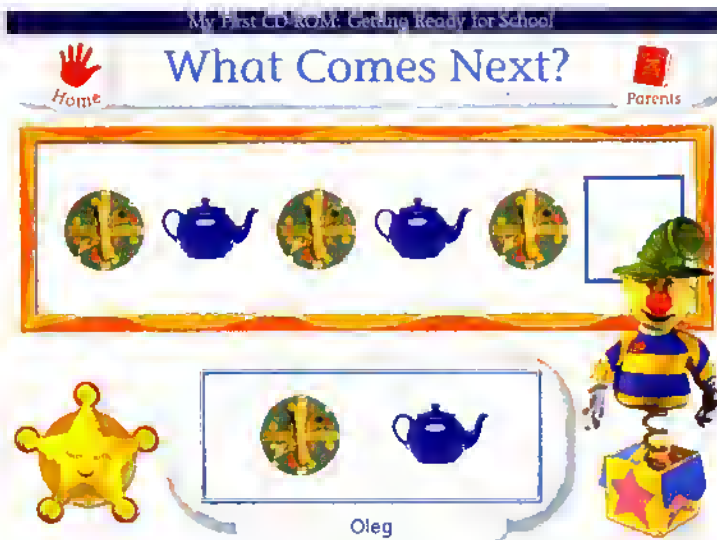 My First CD-ROM: Getting Ready for School
What Comes Next?
Home
Parents
Oleg